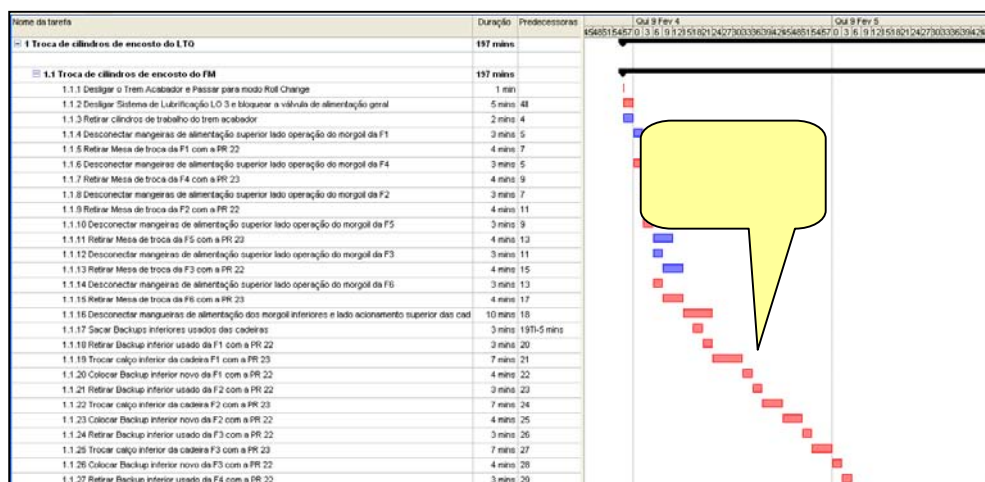 Nome da tarefa Duração Predecessoras Qui 9 Fev 4 Qui 9 Fev 5
1 Troca de cilindros de encosto do LTQ 197 mins
1.1 Troca de cilindros de encosto do FM 197 mins
1.1.1 Desligar o Trem Acabador e Passar para modo Roll Change 1 min
1.1.2 Desligar Sistema de Lubrificação LO 3 e bloquear a válvula de alimentação geral 5 mins 4II
1.1.3 Retirar cilindros de trabalho do trem acabador 2 mins 4
1.1.4 Desconectar mangeiras de alimentação superior lado operação do morgoil da F1 3 mins 5
1.1.5 Retirar Mesa de troca da F1 com a PR 22 4 mins 7
1.1.6 Desconectar mangeiras de alimentação superior lado operação do morgoil da F4 3 mins 5
1.1.7 Retirar Mesa de troca da F4 com a PR 23 4 mins 9
1.1.8 Desconectar mangeiras de alimentação superior lado operação do morgoil da F2 3 mins 7
1.1.9 Retirar Mesa de troca da F2 com a PR 22 4 mins 11
1.1.10 Desconectar mangeiras de alimentação superior lado operação do morgoil da F5 3 mins 9
1.1.11 Retirar Mesa de troca da F5 com a PR 23 4 mins 13
1.1.12 Desconectar mangeiras de alimentação superior lado operação do morgoil da F3 3 mins 11
1.1.13 Retirar Mesa de troca da F3 com a PR 22 4 mins 15
1.1.14 Desconectar mangeiras de alimentação superior lado operação do morgoil da F6 3 mins 13
1.1.15 Retirar Mesa de troca da F6 com a PR 23 4 mins 17
1.1.16 Desconectar mangueiras de alimentação dos morgoil inferiores e lado acionamento superior das cad 10 mins 18
1.1.17 Sacar Backups inferiores usados das cadeiras 3 mins 19TI-5 mins
1.1.18 Retirar Backup inferior usado da F1 com a PR 22 3 mins 20
1.1.19 Trocar calço inferior da cadeira F1 com a PR 23 7 mins 21
1.1.20 Colocar Backup inferior novo da F1 com a PR 22 4 mins 22
1.1.21 Retirar Backup inferior usado da F2 com a PR 22 3 mins 23
1.1.22 Trocar calço inferior da cadeira F2 com a PR 23 7 mins 24
1.1.23 Colocar Backup inferior novo da F2 com a PR 22 4 mins 25
1.1.24 Retirar Backup inferior usado da F3 com a PR 22 3 mins 26
1.1.25 Trocar calço inferior da cadeira F3 com a PR 23 7 mins 27
1.1.26 Colocar Backup inferior novo da F3 com a PR 22 4 mins 28
1.1.27 Retirar Backup inferior usado da F4 com a PR 22 3 mins 29